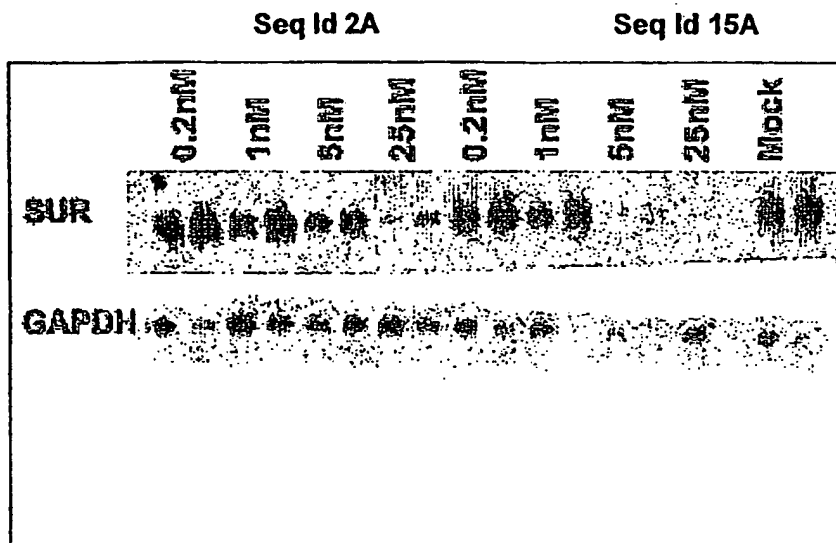 Seq Id 2A Seq Id 15A
0.2nM 1nM 5nM 25nM 0.2nM 1nM 5nM 25nM Mock
SUR
GAPDH